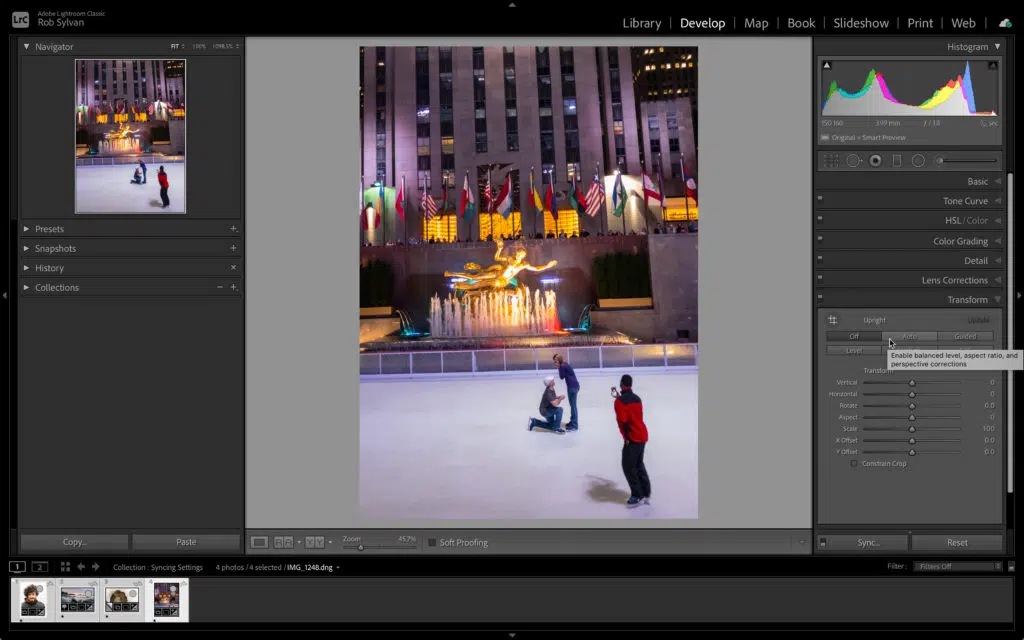 LrC
Adobe Lightroom Classic
Rob Sylvan
Library | Develop | Map | Book | Slideshow | Print | Web
Navigator FIT 100%
Histogram
ISO 160 3.99 mm f / 1.8 sec
Original + Smart Preview
Basic
Tone Curve
HSL / Color
Color Grading
Detail
Lens Corrections
Transform
Upright Update
Off Auto Guided
Level
Enable balanced level, aspect ratio, and
perspective corrections
Transform
Vertical 0
Horizontal 0
Rotate 0.0
Aspect 0
Scale 100
X Offset 0.0
Y Offset 0.0
Constrain Crop
Presets
Snapshots
History
Collections
Copy... Paste
Zoom 45.7%
Soft Proofing
Sync... Reset
1 2 Collection : Syncing Settings 4 photos / 4 selected / IMG_1248.dng
Filter : Filters Off
1 2 3 4